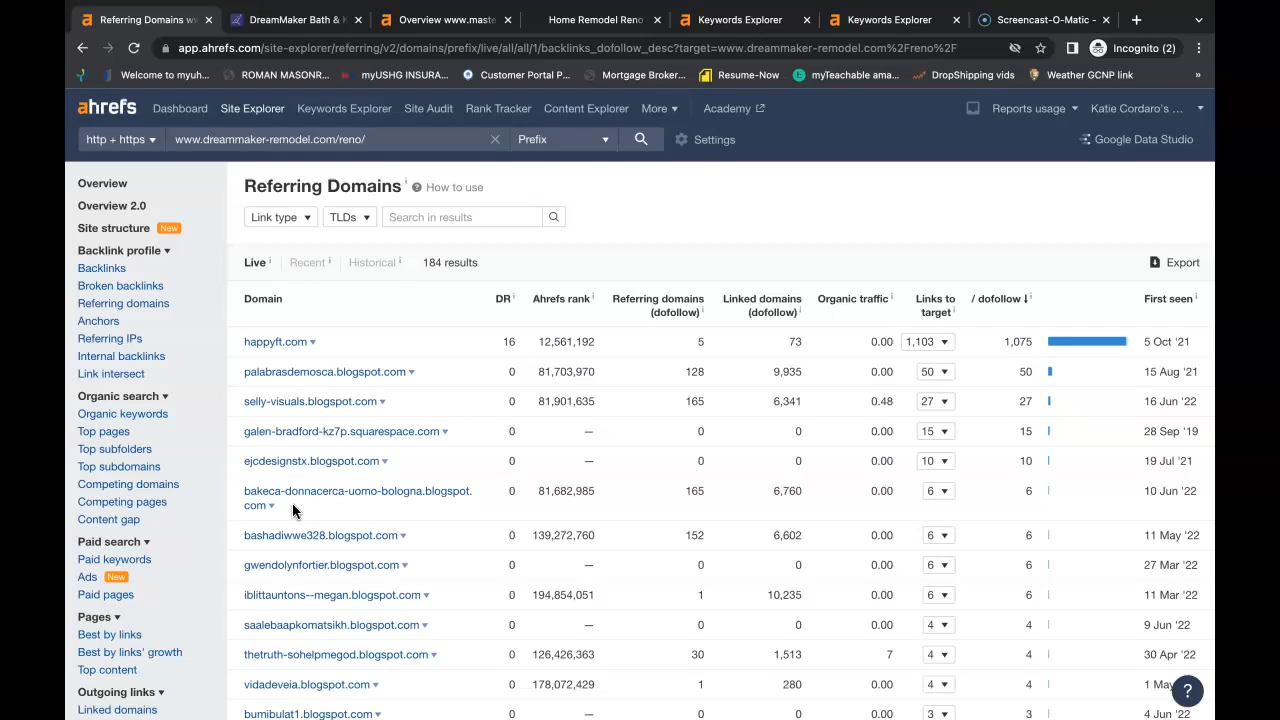 Referring Domains ww
DreamMaker Bath & K
Overview www.maste
Home Remodel Reno
Keywords Explorer
Keywords Explorer
Screencast-O-Matic -
app.ahrefs.com/site-explorer/referring/v2/domains/prefix/live/all/all/1/backlinks_dofollow_desc?target=www.dreammaker-remodel.com%2Freno%2F
Incognito (2)
Welcome to myuh...
ROMAN MASONR...
myUSHG INSURA...
Customer Portal P...
Mortgage Broker...
Resume-Now
myTeachable ama...
DropShipping vids
Weather GCNP link
»
ahrefs Dashboard Site Explorer Keywords Explorer Site Audit Rank Tracker Content Explorer More Academy Reports usage Katie Cordaro's ...
http + https www.dreammaker-remodel.com/reno/ Prefix Settings Google Data Studio
Overview
Overview 2.0
Site structure New
Backlink profile
Backlinks
Broken backlinks
Referring domains
Anchors
Referring IPs
Internal backlinks
Link intersect
Organic search
Organic keywords
Top pages
Top subfolders
Top subdomains
Competing domains
Competing pages
Content gap
Paid search
Paid keywords
Ads New
Paid pages
Pages
Best by links
Best by links' growth
Top content
Outgoing links
Linked domains
Referring Domains i ? How to use
Link type TLDs Search in results
Live i Recent i Historical i 184 results Export
Domain DR i Ahrefs rank i Referring domains (dofollow) i Linked domains (dofollow) i Organic traffic i Links to target i / dofollow ↓ i First seen i
happyft.com 16 12,561,192 5 73 0.00 1,103 1,075 5 Oct '21
palabrasdemosca.blogspot.com 0 81,703,970 128 9,935 0.00 50 50 15 Aug '21
selly-visuals.blogspot.com 0 81,901,635 165 6,341 0.48 27 27 16 Jun '22
galen-bradford-kz7p.squarespace.com 0 — 0 0 0.00 15 15 28 Sep '19
ejcdesignstx.blogspot.com 0 — 0 0 0.00 10 10 19 Jul '21
bakeca-donnacerca-uomo-bologna.blogspot.
com 0 81,682,985 165 6,760 0.00 6 6 10 Jun '22
bashadiwwe328.blogspot.com 0 139,272,760 152 6,602 0.00 6 6 11 May '22
gwendolynfortier.blogspot.com 0 — 0 0 0.00 6 6 27 Mar '22
iblittauntons--megan.blogspot.com 0 194,854,051 1 10,235 0.00 6 6 11 Mar '22
saalebaapkomatsikh.blogspot.com 0 — 0 0 0.00 4 4 9 Jun '22
thetruth-sohelpmegod.blogspot.com 0 126,426,363 30 1,513 7 4 4 30 Apr '22
vidadeveia.blogspot.com 0 178,072,429 1 280 0.00 4 4 1 May
?
bumibulat1.blogspot.com 0 — 0 0 0.00 3 3 4 Jun '22